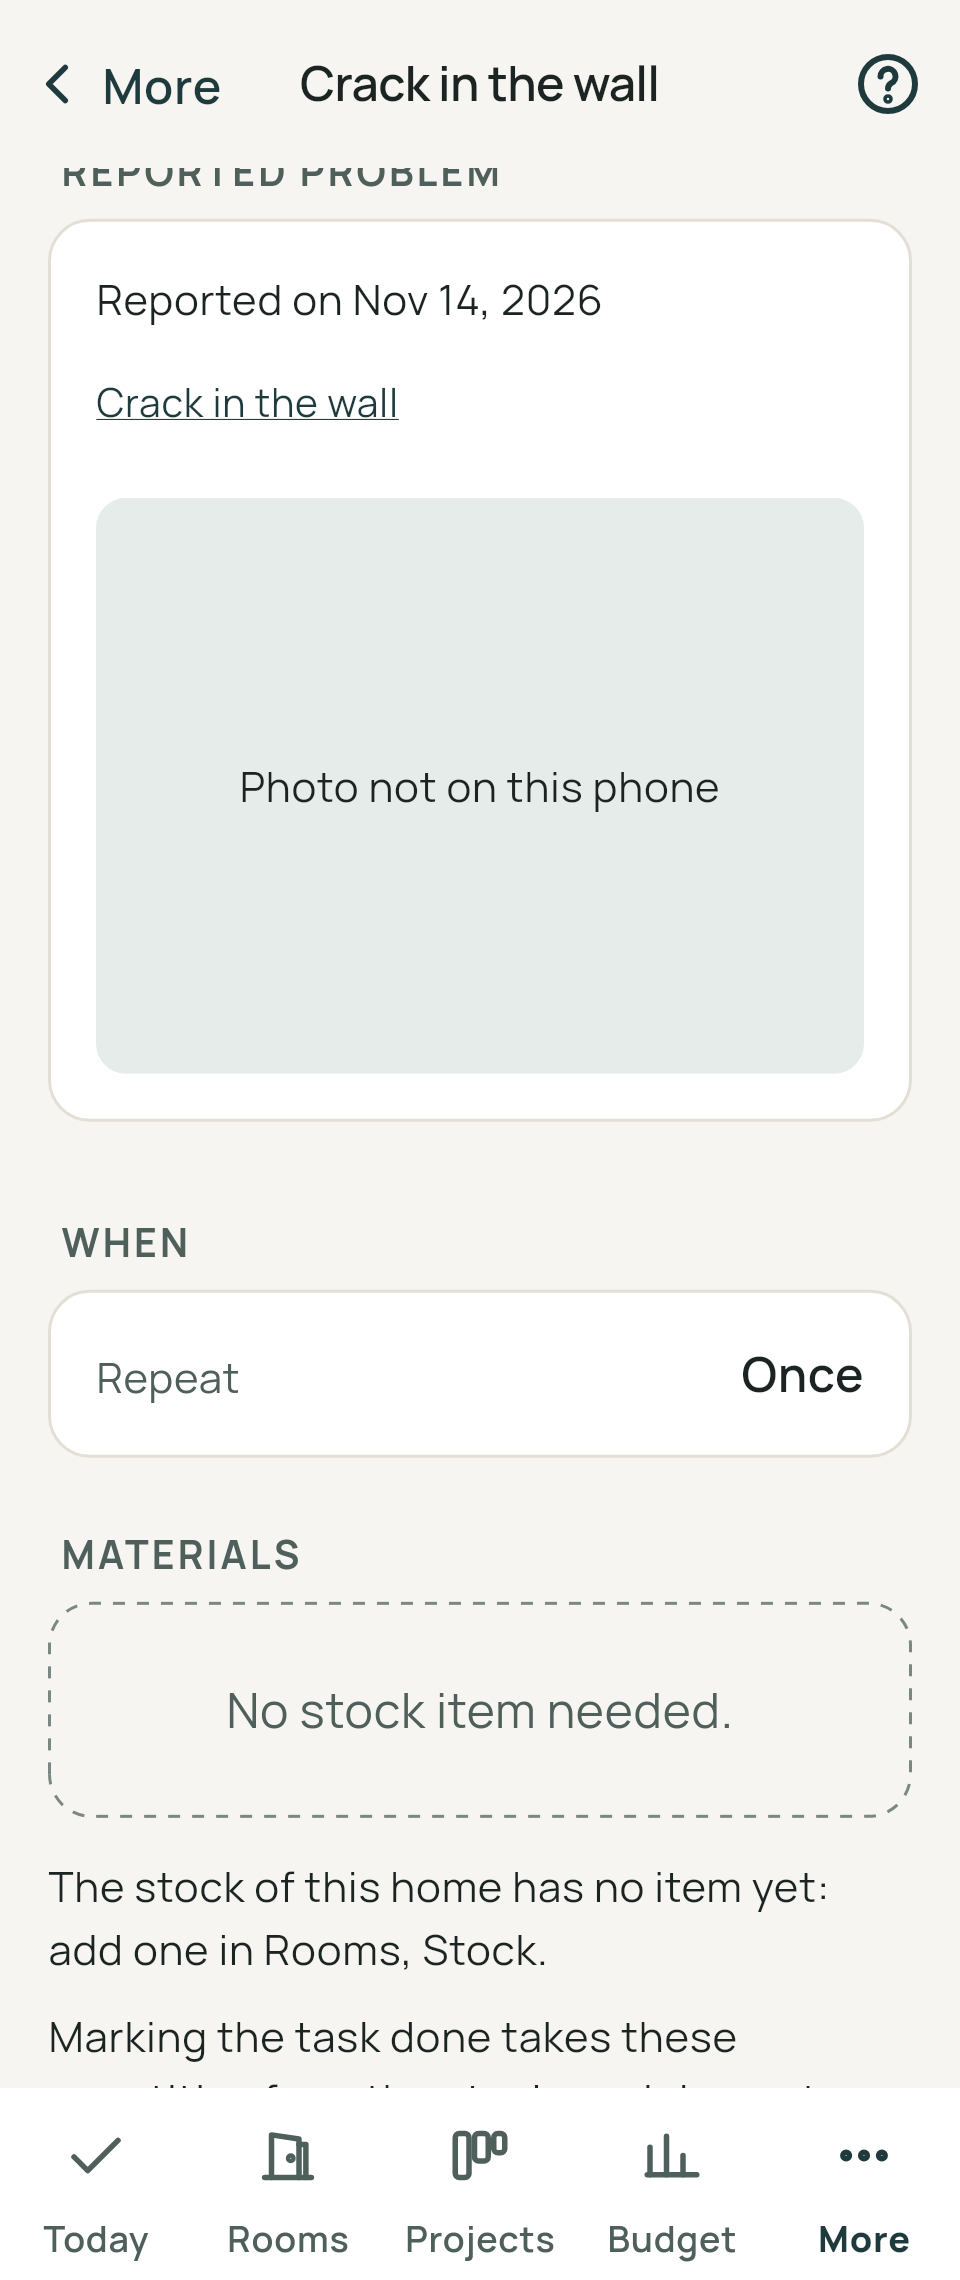 More
Crack in the wall
REPORTED PROBLEM
Reported on Nov 14, 2026
Crack in the wall
Photo not on this phone
WHEN
Repeat
Once
MATERIALS
No stock item needed.
The stock of this home has no item yet:
add one in Rooms, Stock.
Marking the task done takes these
Today
Rooms
Projects
Budget
More